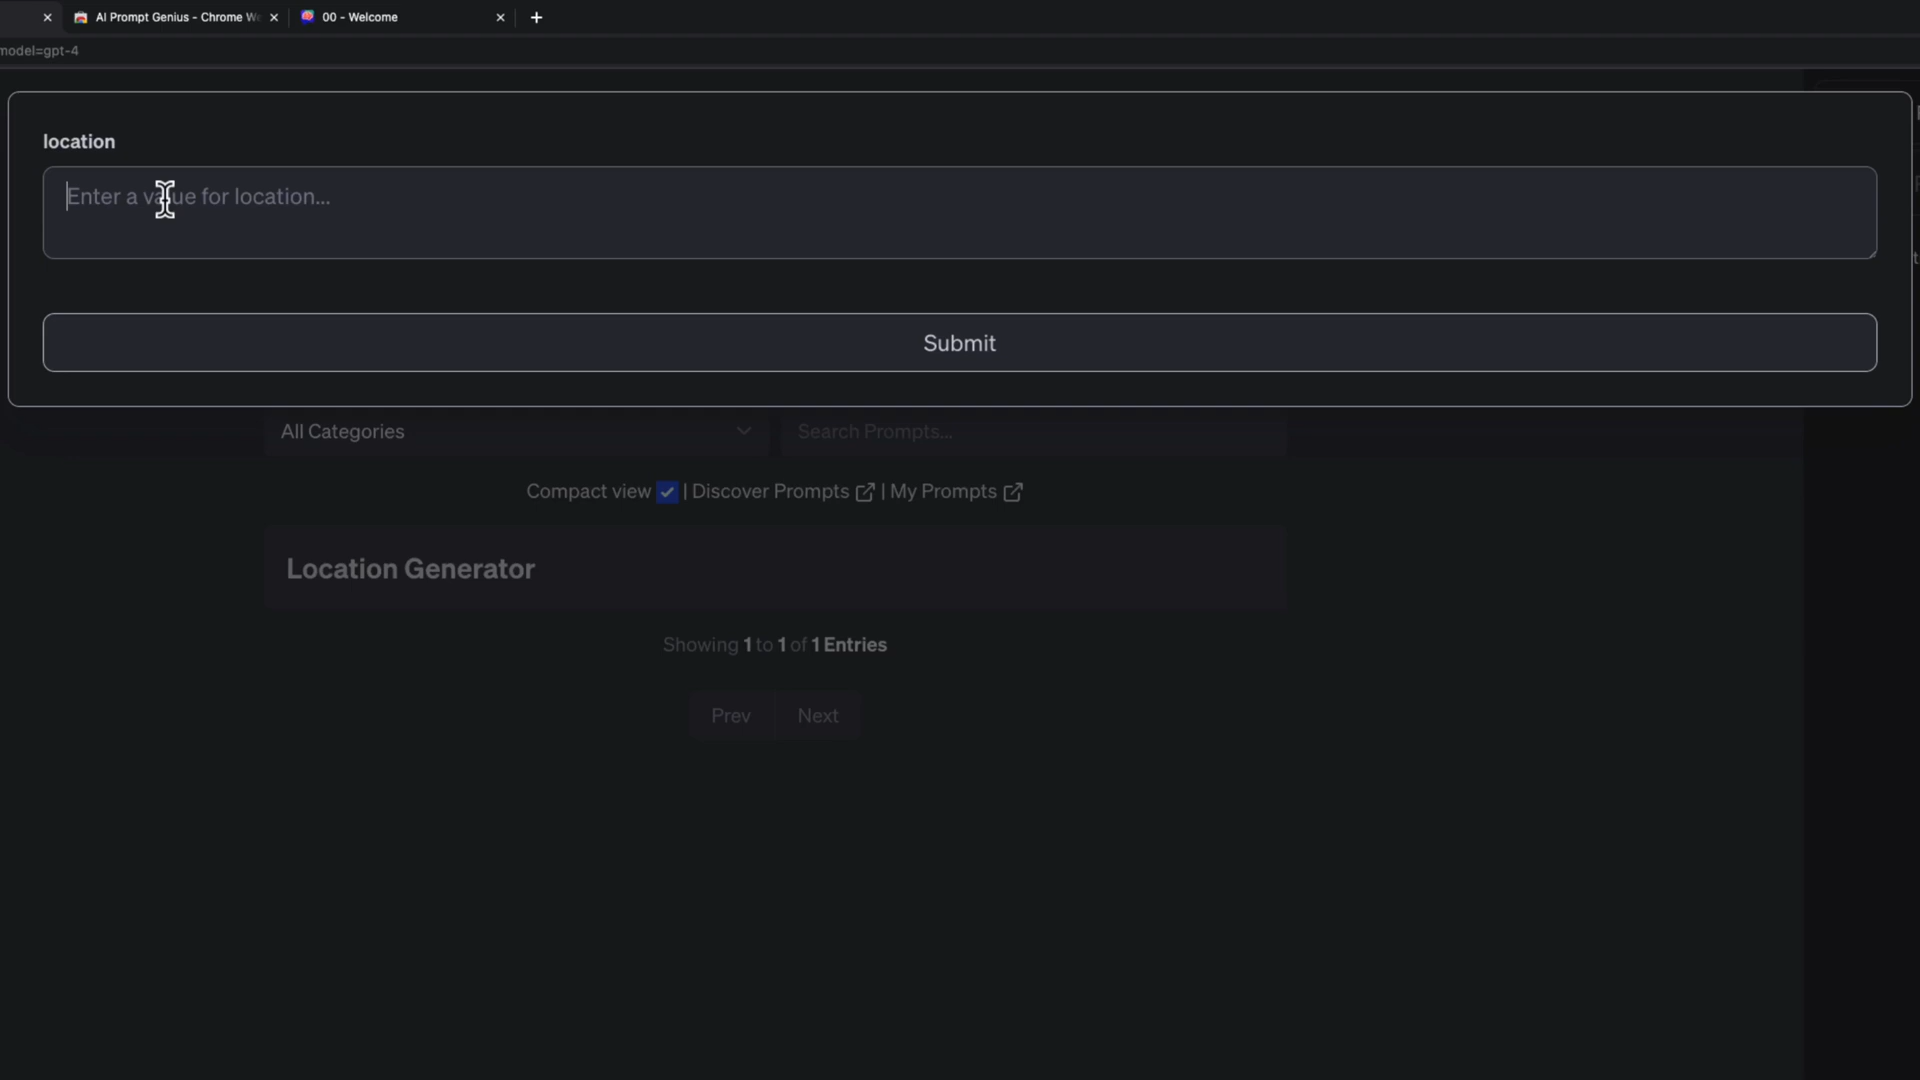 AI Prompt Genius - Chrome We
00 - Welcome
model=gpt-4
location
Enter a value for location...
Submit
All Categories
Search Prompts...
Compact view | Discover Prompts | My Prompts
Location Generator
Showing 1 to 1 of 1 Entries
Prev Next